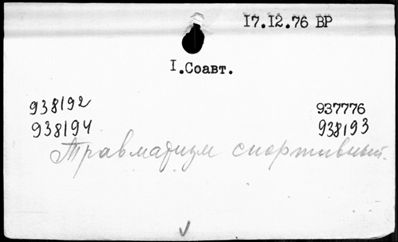 17.12.76 ВР
I.Соавт.
938192 937776
938194 938193
Травматизм спортивный.